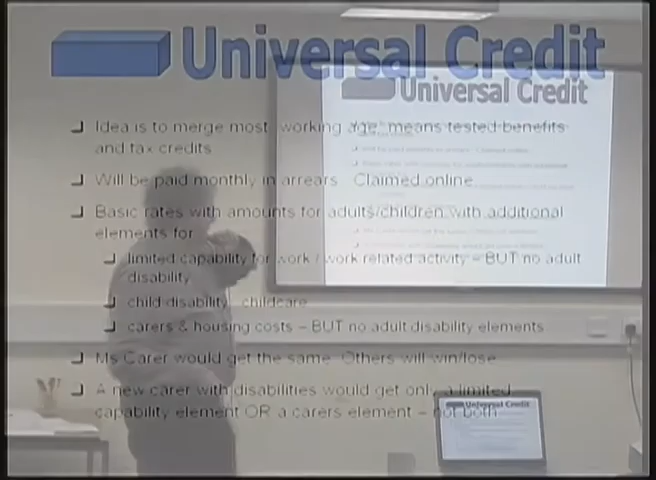 Universal Credit
Universal Credit
Idea is to merge most 'working age' means tested benefits
and tax credits
Will be paid monthly in arrears Claimed online
Basic rates with amounts for adults/children with additional
elements for
limited capability for work / work related activity – BUT no adult
disability
child disability childcare
carers & housing costs – BUT no adult disability elements
Ms Carer would get the same Others will win/lose
A new carer with disabilities would get only a limited
capability element OR a carers element – not both
Universal Credit